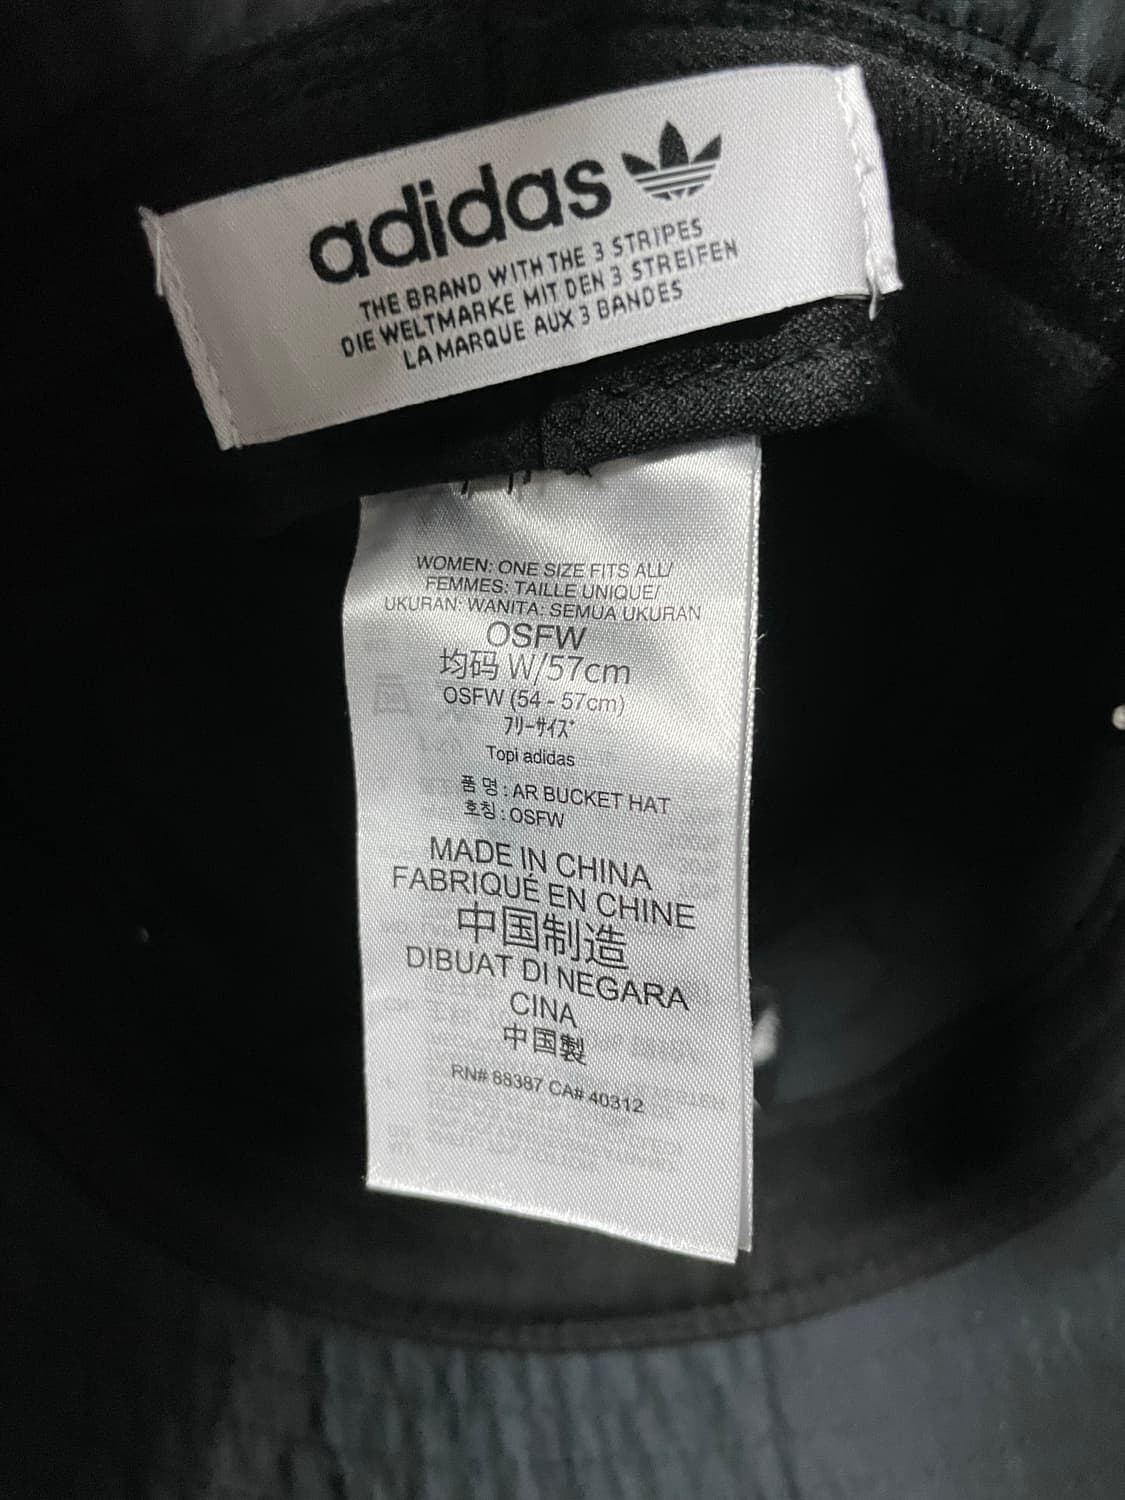 adidas
THE BRAND WITH THE 3 STRIPES
DIE WELTMARKE MIT DEN 3 STREIFEN
LA MARQUE AUX 3 BANDES
WOMEN: ONE SIZE FITS ALL/
FEMMES: TAILLE UNIQUE/
UKURAN: WANITA: SEMUA UKURAN
OSFW
均码 W/57cm
OSFW (54 - 57cm)
フリーサイズ
Topi adidas
품 명 : AR BUCKET HAT
호칭 : OSFW
MADE IN CHINA
FABRIQUÉ EN CHINE
中国制造
DIBUAT DI NEGARA
CINA
中国製
RN# 88387 CA# 40312